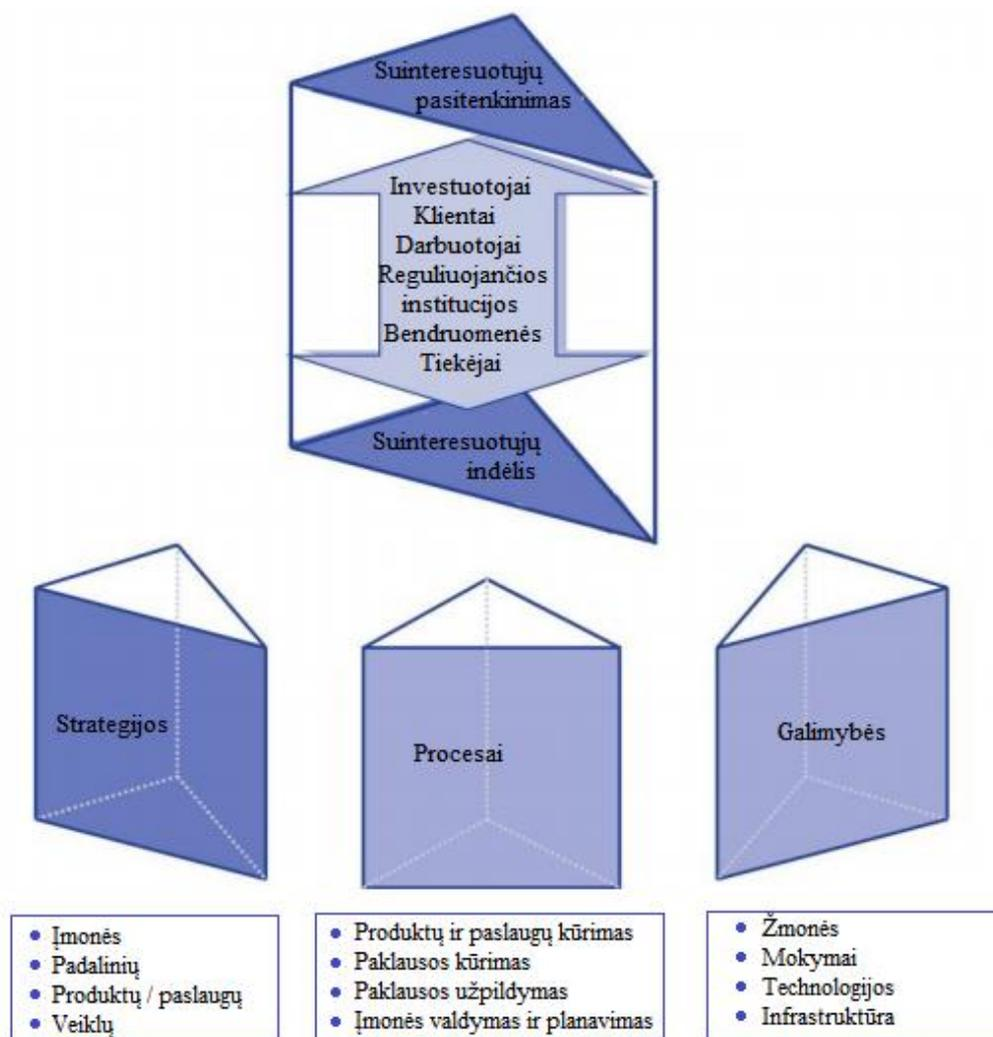 Suinteresuotųjų
pasitenkinimas
Investuotojai
Klientai
Darbuotojai
Reguliuojančios
institucijos
Bendruomenės
Tiekėjai
Suinteresuotųjų
indėlis
Strategijos
Procesai
Galimybės
Įmonės
Padalinių
Produktų / paslaugų
Veiklų
Produktų ir paslaugų kūrimas
Paklausos kūrimas
Paklausos užpildymas
Įmonės valdymas ir planavimas
Žmonės
Mokymai
Technologijos
Infrastruktūra